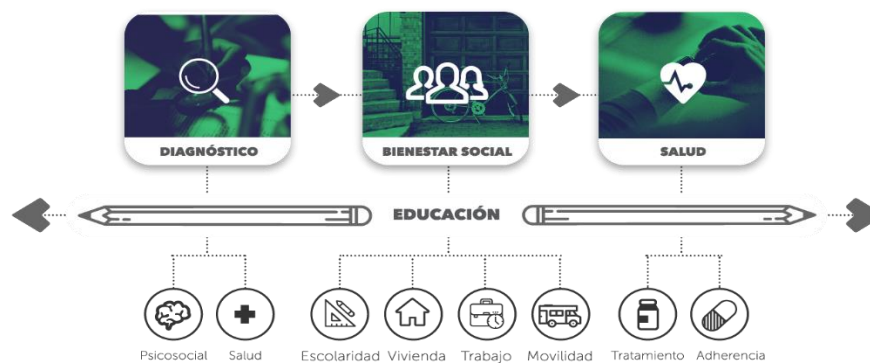 DIAGNÓSTICO
BIENESTAR SOCIAL
SALUD
EDUCACIÓN
Psicosocial
Salud
Escolaridad
Vivienda
Trabajo
Movilidad
Tratamiento
Adherencia